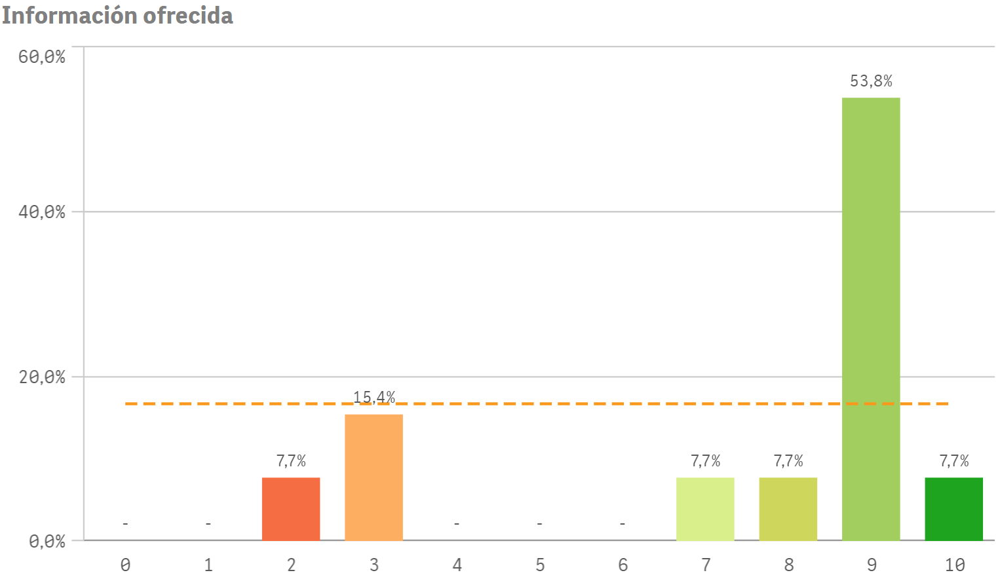 Información ofrecida
60,0%
53,8%
40,0%
20,0%
15,4%
7,7% 7,7% 7,7% 7,7%
- - - - -
0,0%
0 1 2 3 4 5 6 7 8 9 10